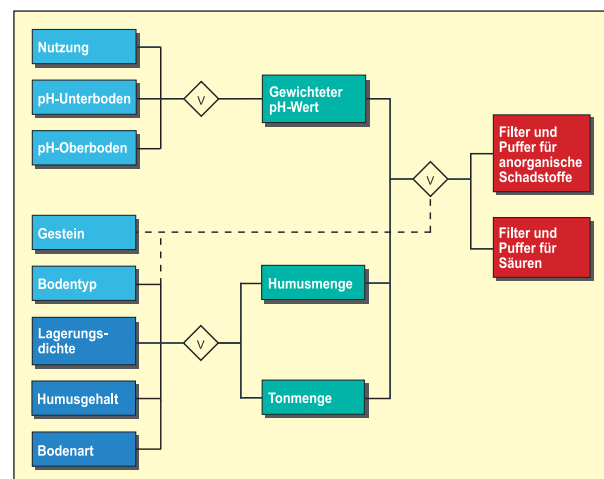 Nutzung
pH-Unterboden
pH-Oberboden
V
Gewichteter
pH-Wert
V
Filter und
Puffer für
anorganische
Schadstoffe
Filter und
Puffer für
Säuren
Gestein
Bodentyp
Lagerungs-
dichte
Humusgehalt
Bodenart
V
Humusmenge
Tonmenge